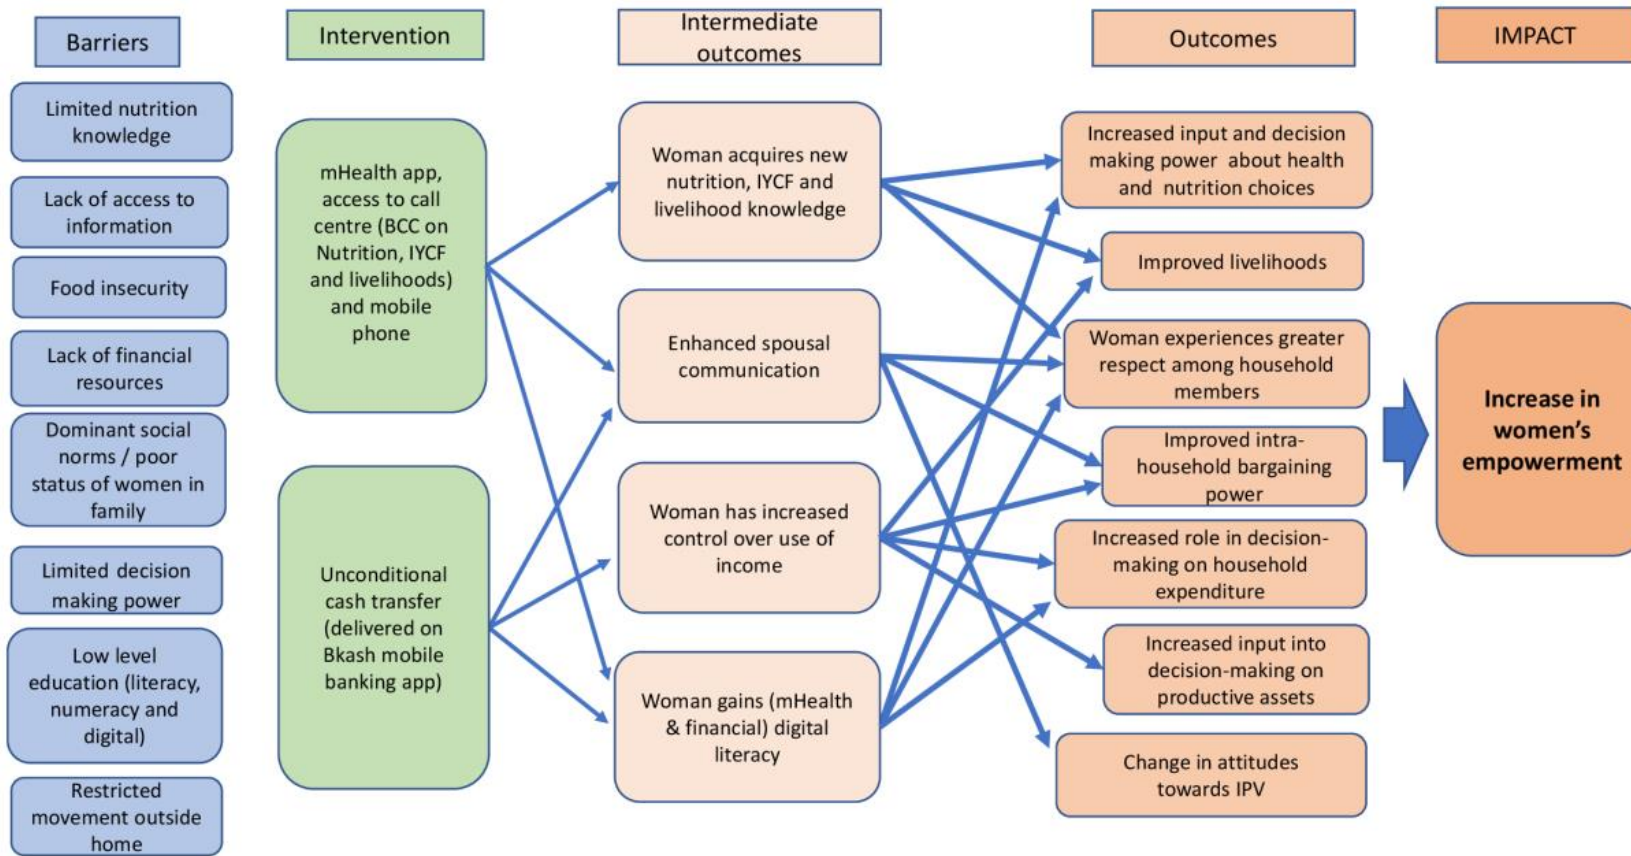 Barriers
Limited nutrition
knowledge
Lack of access to
information
Food insecurity
Lack of financial
resources
Dominant social
norms / poor
status of women in
family
Limited decision
making power
Low level
education (literacy,
numeracy and
digital)
Restricted
movement outside
home
Intervention
mHealth app,
access to call
centre (BCC on
Nutrition, IYCF
and livelihoods)
and mobile
phone
Unconditional
cash transfer
(delivered on
Bkash mobile
banking app)
Intermediate
outcomes
Woman acquires new
nutrition, IYCF and
livelihood knowledge
Enhanced spousal
communication
Woman has increased
control over use of
income
Woman gains (mHealth
& financial) digital
literacy
Outcomes
Increased input and decision
making power about health
and nutrition choices
Improved livelihoods
Woman experiences greater
respect among household
members
Improved intra-
household bargaining
power
Increased role in decision-
making on household
expenditure
Increased input into
decision-making on
productive assets
Change in attitudes
towards IPV
IMPACT
Increase in
women’s
empowerment